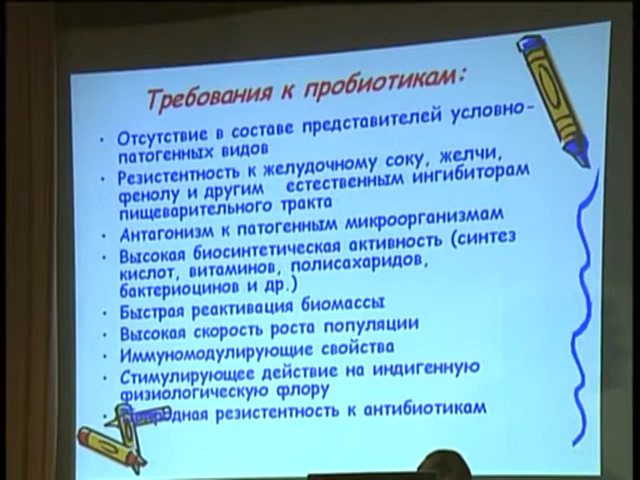 Требования к пробиотикам:
• Отсутствие в составе представителей условно-
патогенных видов
• Резистентность к желудочному соку, желчи,
фенолу и другим естественным ингибиторам
пищеварительного тракта
• Антагонизм к патогенным микроорганизмам
• Высокая биосинтетическая активность (синтез
кислот, витаминов, полисахаридов,
бактериоцинов и др.)
• Быстрая реактивация биомассы
• Высокая скорость роста популяции
• Иммуномодулирующие свойства
• Стимулирующее действие на индигенную
физиологическую флору
• Природная резистентность к антибиотикам